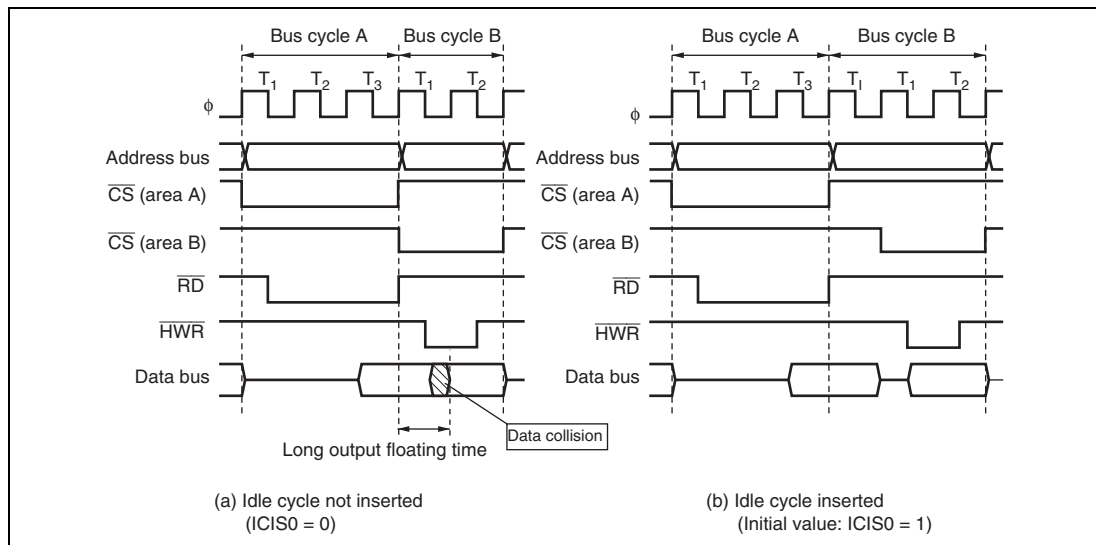 Bus cycle A Bus cycle B
T1 T2 T3 T1 T2
φ
Address bus
CS (area A)
CS (area B)
RD
HWR
Data bus
Data collision
Long output floating time
(a) Idle cycle not inserted
(ICIS0 = 0)
Bus cycle A Bus cycle B
T1 T2 T3 TI T1 T2
φ
Address bus
CS (area A)
CS (area B)
RD
HWR
Data bus
(b) Idle cycle inserted
(Initial value: ICIS0 = 1)